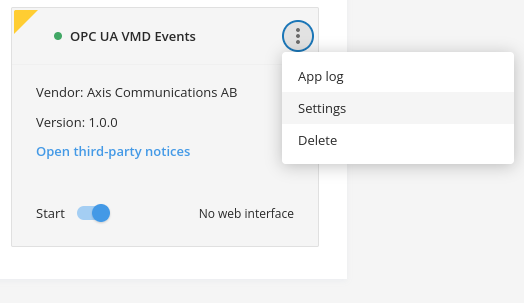 OPC UA VMD Events
App log
Settings
Delete
Vendor: Axis Communications AB
Version: 1.0.0
Open third-party notices
Start
No web interface